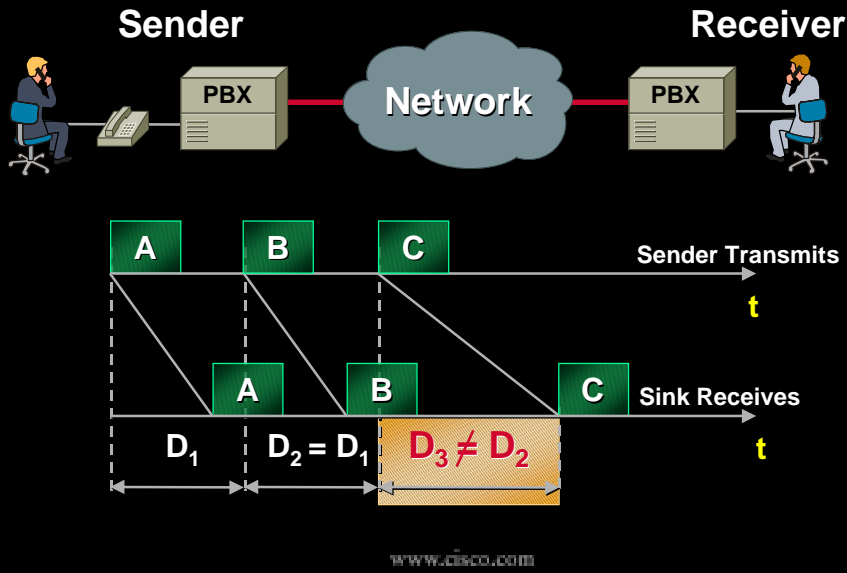 Sender
Receiver
PBX
Network
PBX
A
B
C
Sender Transmits
t
A
B
C
Sink Receives
t
D1
D2 = D1
D3 ≠ D2
www.cisco.com